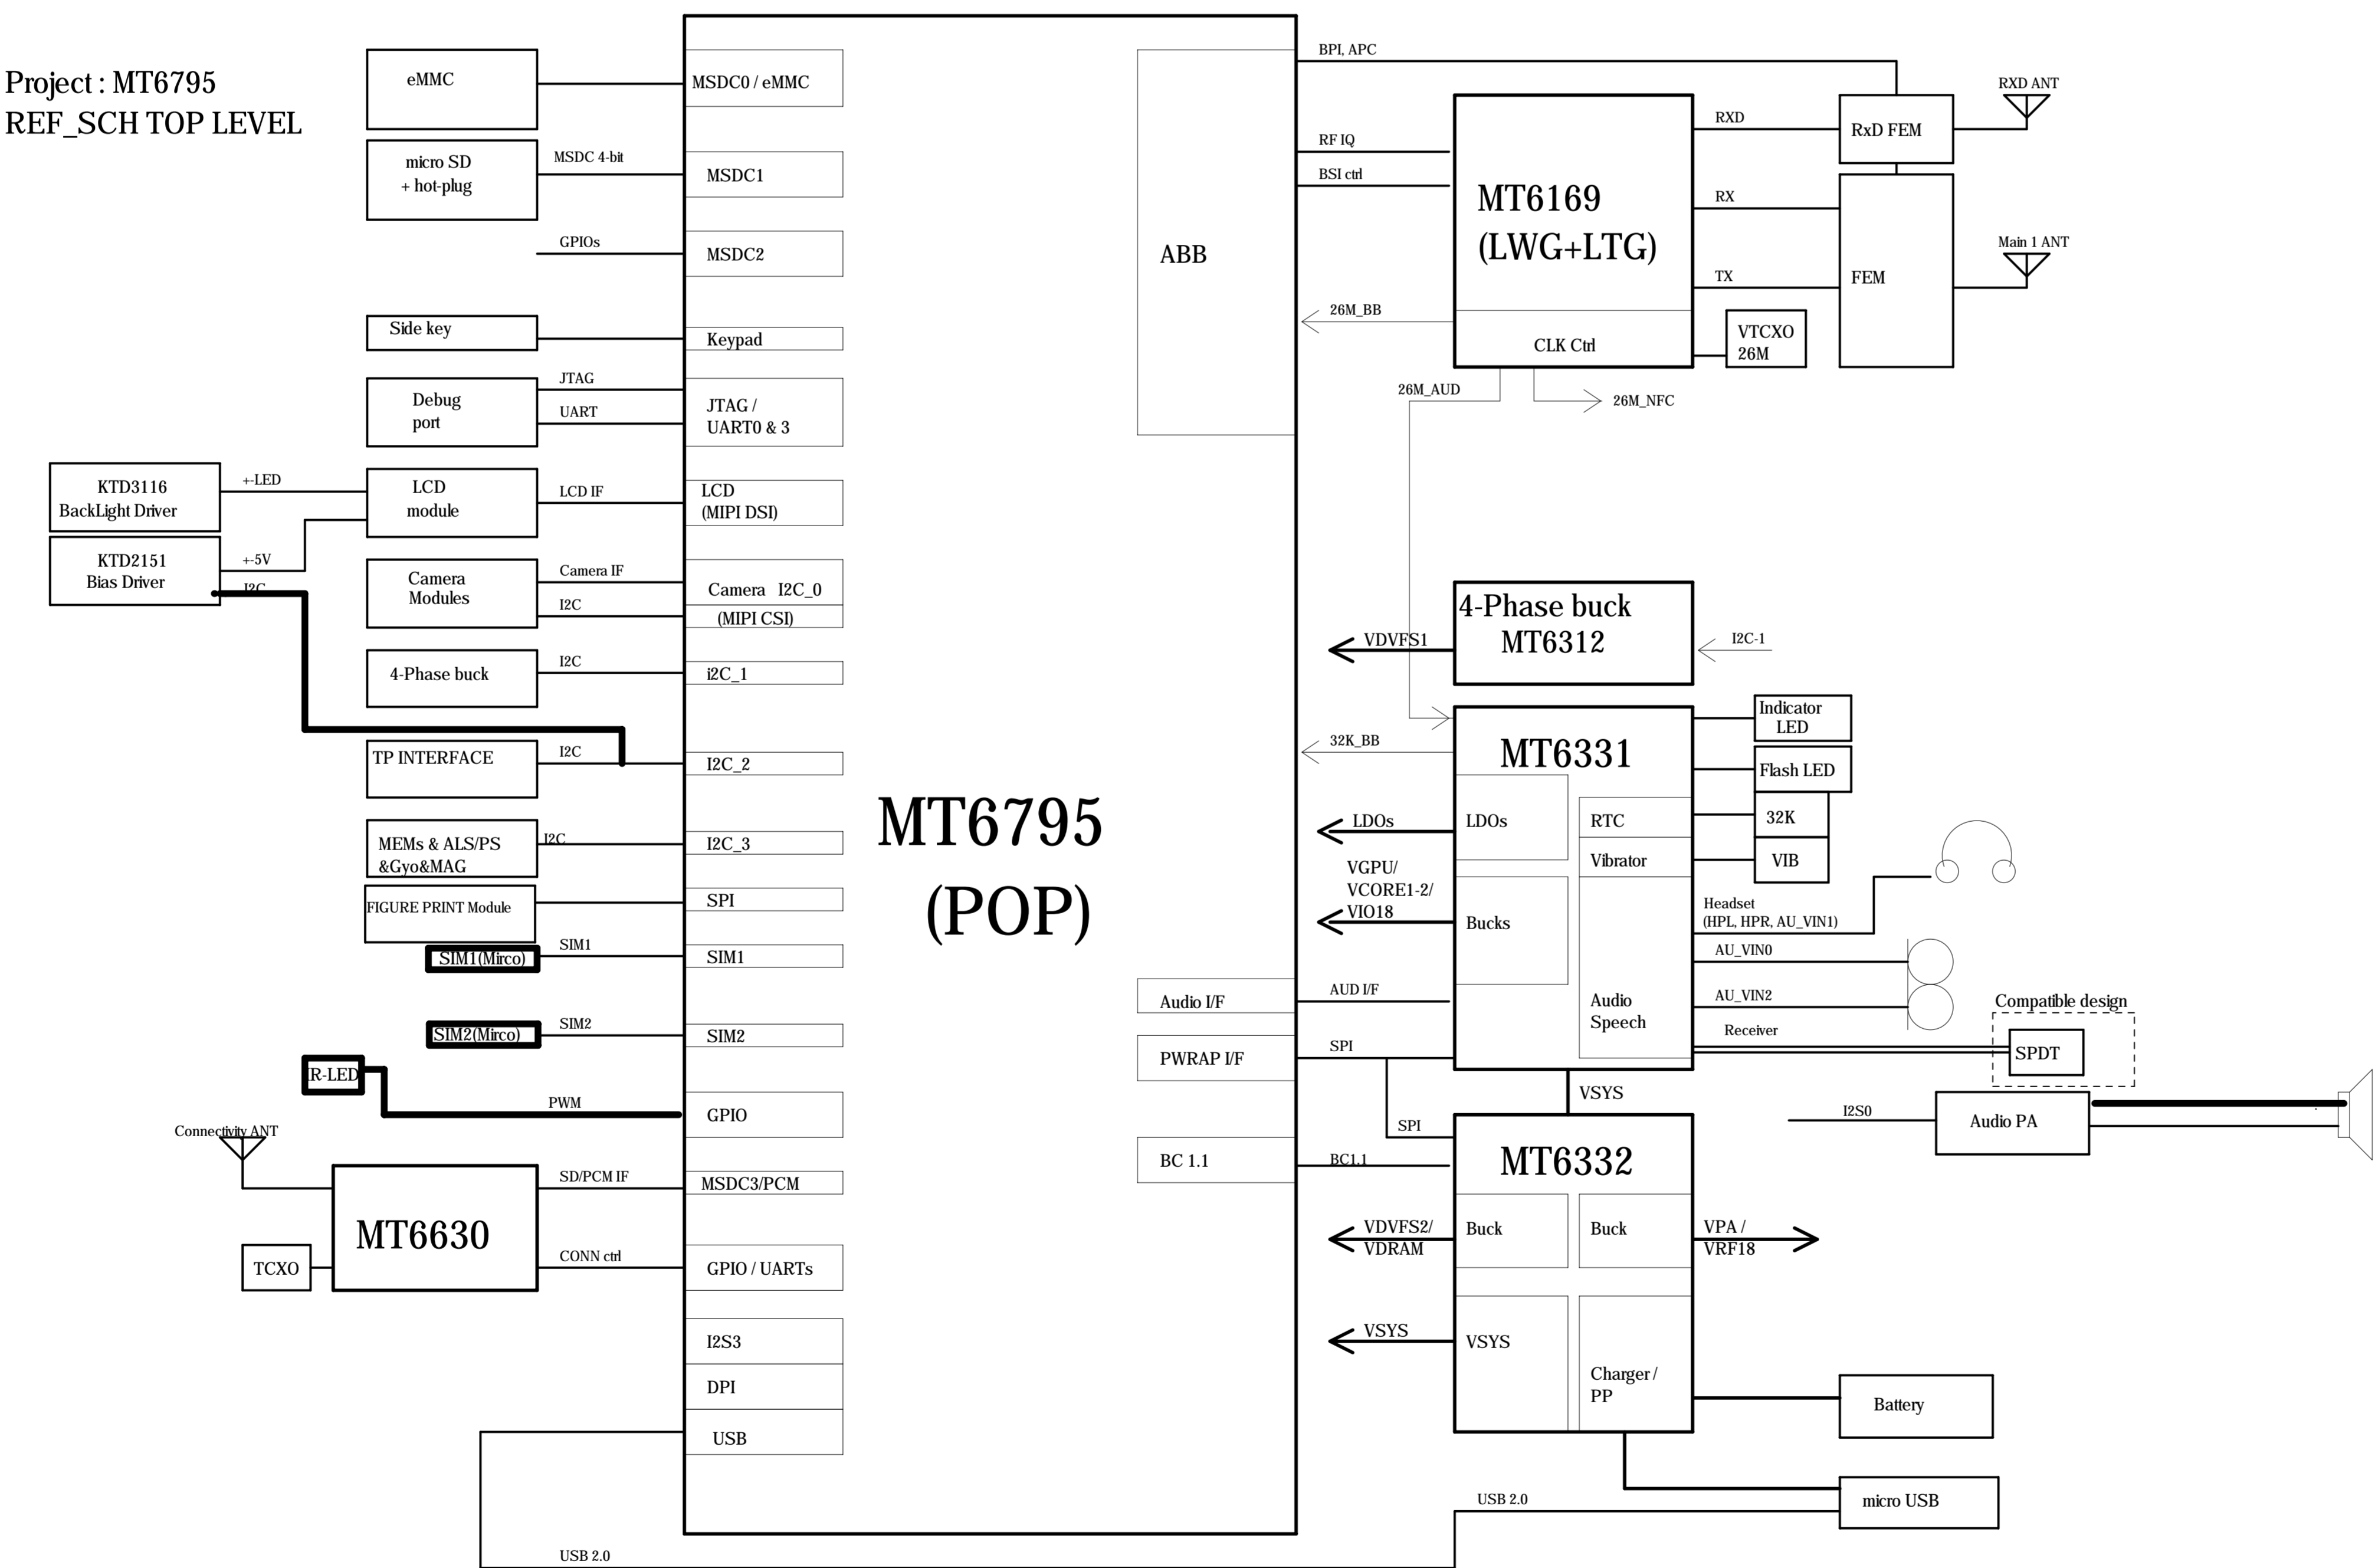 Project : MT6795
REF_SCH TOP LEVEL
eMMC
MSDC0 / eMMC
micro SD
+ hot-plug
MSDC 4-bit
MSDC1
GPIOs
MSDC2
Side key
Keypad
Debug
port
JTAG
UART
JTAG /
UART0 & 3
KTD3116
BackLight Driver
+-LED
LCD
module
LCD IF
LCD
(MIPI DSI)
KTD2151
Bias Driver
+-5V
I2C
Camera
Modules
Camera IF
I2C
Camera I2C_0
(MIPI CSI)
4-Phase buck
I2C
i2C_1
TP INTERFACE
I2C
I2C_2
MEMs & ALS/PS
&Gyo&MAG
I2C
I2C_3
FIGURE PRINT Module
SPI
SIM1(Mirco)
SIM1
SIM1
SIM2(Mirco)
SIM2
SIM2
IR-LED
PWM
GPIO
Connectivity ANT
MT6630
SD/PCM IF
MSDC3/PCM
TCXO
CONN ctrl
GPIO / UARTs
I2S3
DPI
USB
USB 2.0
MT6795
(POP)
ABB
BPI, APC
RF IQ
BSI ctrl
MT6169
(LWG+LTG)
CLK Ctrl
RXD
RX
TX
RxD FEM
RXD ANT
FEM
Main 1 ANT
VTCXO
26M
26M_BB
26M_AUD
26M_NFC
4-Phase buck
MT6312
VDVFS1
I2C-1
MT6331
32K_BB
LDOs
LDOs
VGPU/
VCORE1-2/
VIO18
Bucks
RTC
Vibrator
Audio
Speech
Indicator
LED
Flash LED
32K
VIB
Headset
(HPL, HPR, AU_VIN1)
AU_VIN0
AU_VIN2
Receiver
Compatible design
SPDT
Audio I/F
AUD I/F
PWRAP I/F
SPI
SPI
VSYS
I2S0
Audio PA
BC 1.1
BC1.1
MT6332
VDVFS2/
VDRAM
Buck
Buck
VPA /
VRF18
VSYS
VSYS
Charger /
PP
Battery
micro USB
USB 2.0